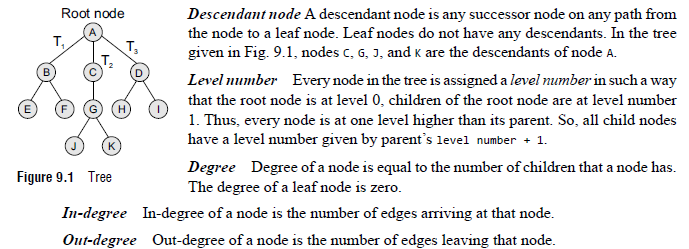 Root node
A
T1
T2
T3
B
C
D
E
F
G
H
I
J
K
Figure 9.1 Tree
Descendant node A descendant node is any successor node on any path from
the node to a leaf node. Leaf nodes do not have any descendants. In the tree
given in Fig. 9.1, nodes C, G, J, and K are the descendants of node A.
Level number Every node in the tree is assigned a level number in such a way
that the root node is at level 0, children of the root node are at level number
1. Thus, every node is at one level higher than its parent. So, all child nodes
have a level number given by parent's level number + 1.
Degree Degree of a node is equal to the number of children that a node has.
The degree of a leaf node is zero.
In-degree In-degree of a node is the number of edges arriving at that node.
Out-degree Out-degree of a node is the number of edges leaving that node.